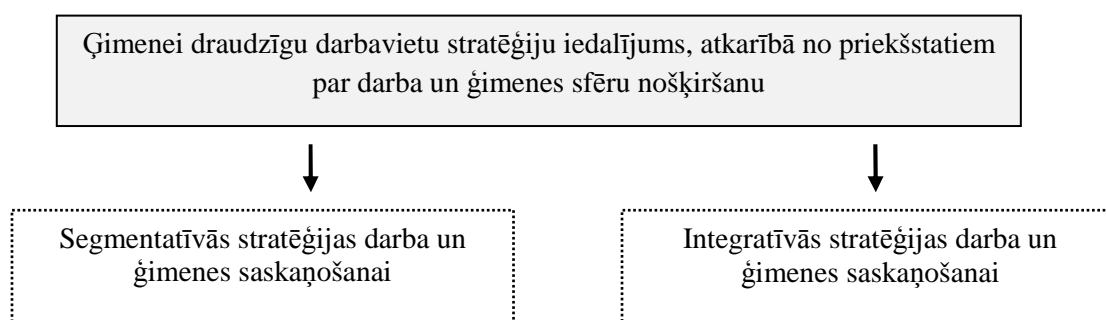 Ģimenei draudzīgu darbavietu stratēģiju iedalījums, atkarībā no priekšstatiem
par darba un ģimenes sfēru nošķiršanu
Segmentatīvās stratēģijas darba un
ģimenes saskaņošanai
Integratīvās stratēģijas darba un
ģimenes saskaņošanai